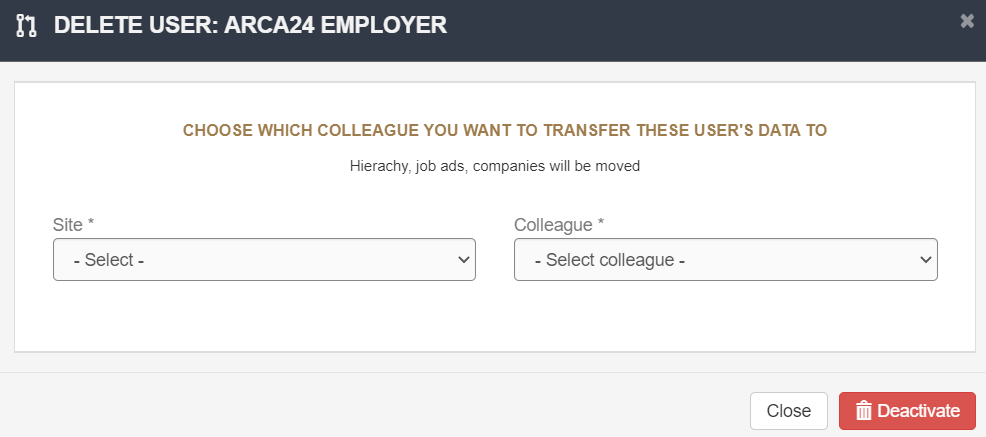 DELETE USER: ARCA24 EMPLOYER
CHOOSE WHICH COLLEAGUE YOU WANT TO TRANSFER THESE USER'S DATA TO
Hierachy, job ads, companies will be moved
Site * Colleague *
- Select - - Select colleague -
Close Deactivate